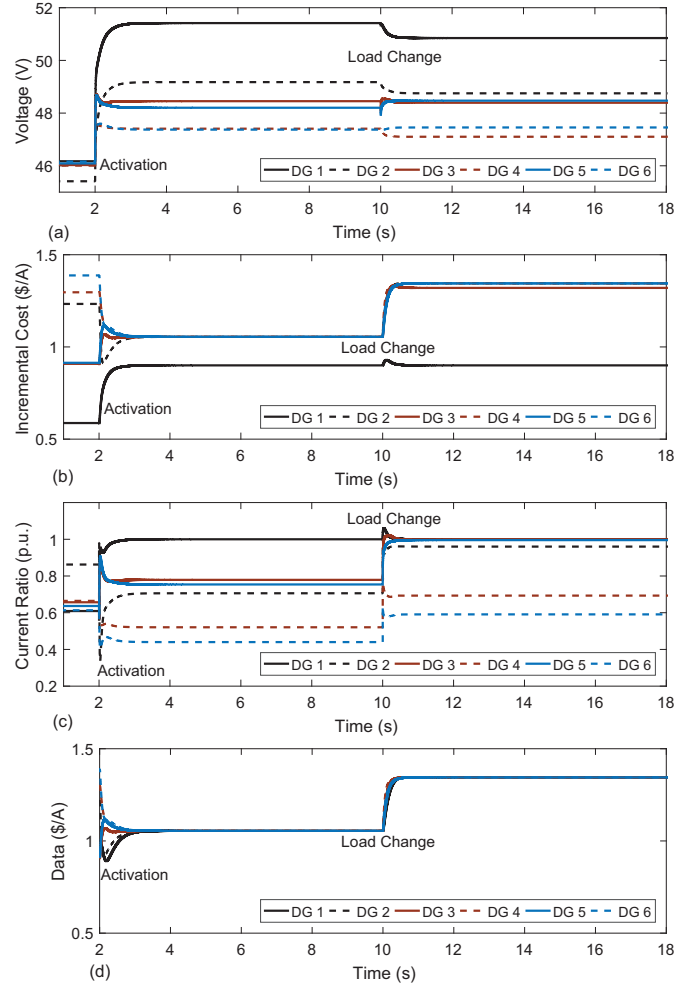 52
50
48
46
Voltage (V)
Load Change
Activation
DG 1 DG 2 DG 3 DG 4 DG 5 DG 6
2 4 6 8 10 12 14 16 18
(a)
Time (s)
1.5
1
0.5
Incremental Cost ($/A)
Load Change
Activation
DG 1 DG 2 DG 3 DG 4 DG 5 DG 6
2 4 6 8 10 12 14 16 18
(b)
Time (s)
1
0.8
0.6
0.4
0.2
Current Ratio (p.u.)
Load Change
Activation
DG 1 DG 2 DG 3 DG 4 DG 5 DG 6
2 4 6 8 10 12 14 16 18
(c)
Time (s)
1.5
1
0.5
Data ($/A)
Load Change
Activation
DG 1 DG 2 DG 3 DG 4 DG 5 DG 6
2 4 6 8 10 12 14 16 18
(d)
Time (s)